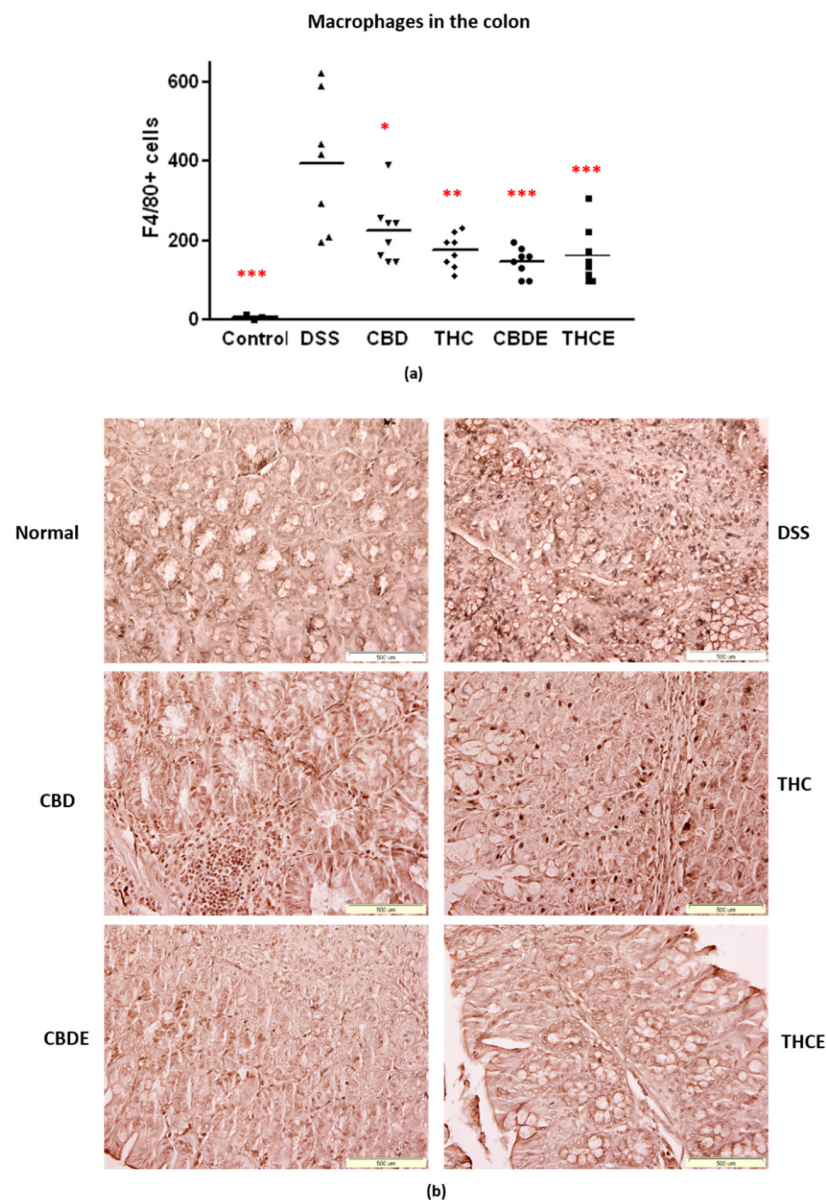 Macrophages in the colon
F4/80+ cells
600
400
200
0
***
*
**
***
***
Control DSS CBD THC CBDE THCE
(a)
Normal
DSS
500 um
500 um
CBD
THC
500 um
500 um
CBDE
THCE
500 um
500 um
(b)